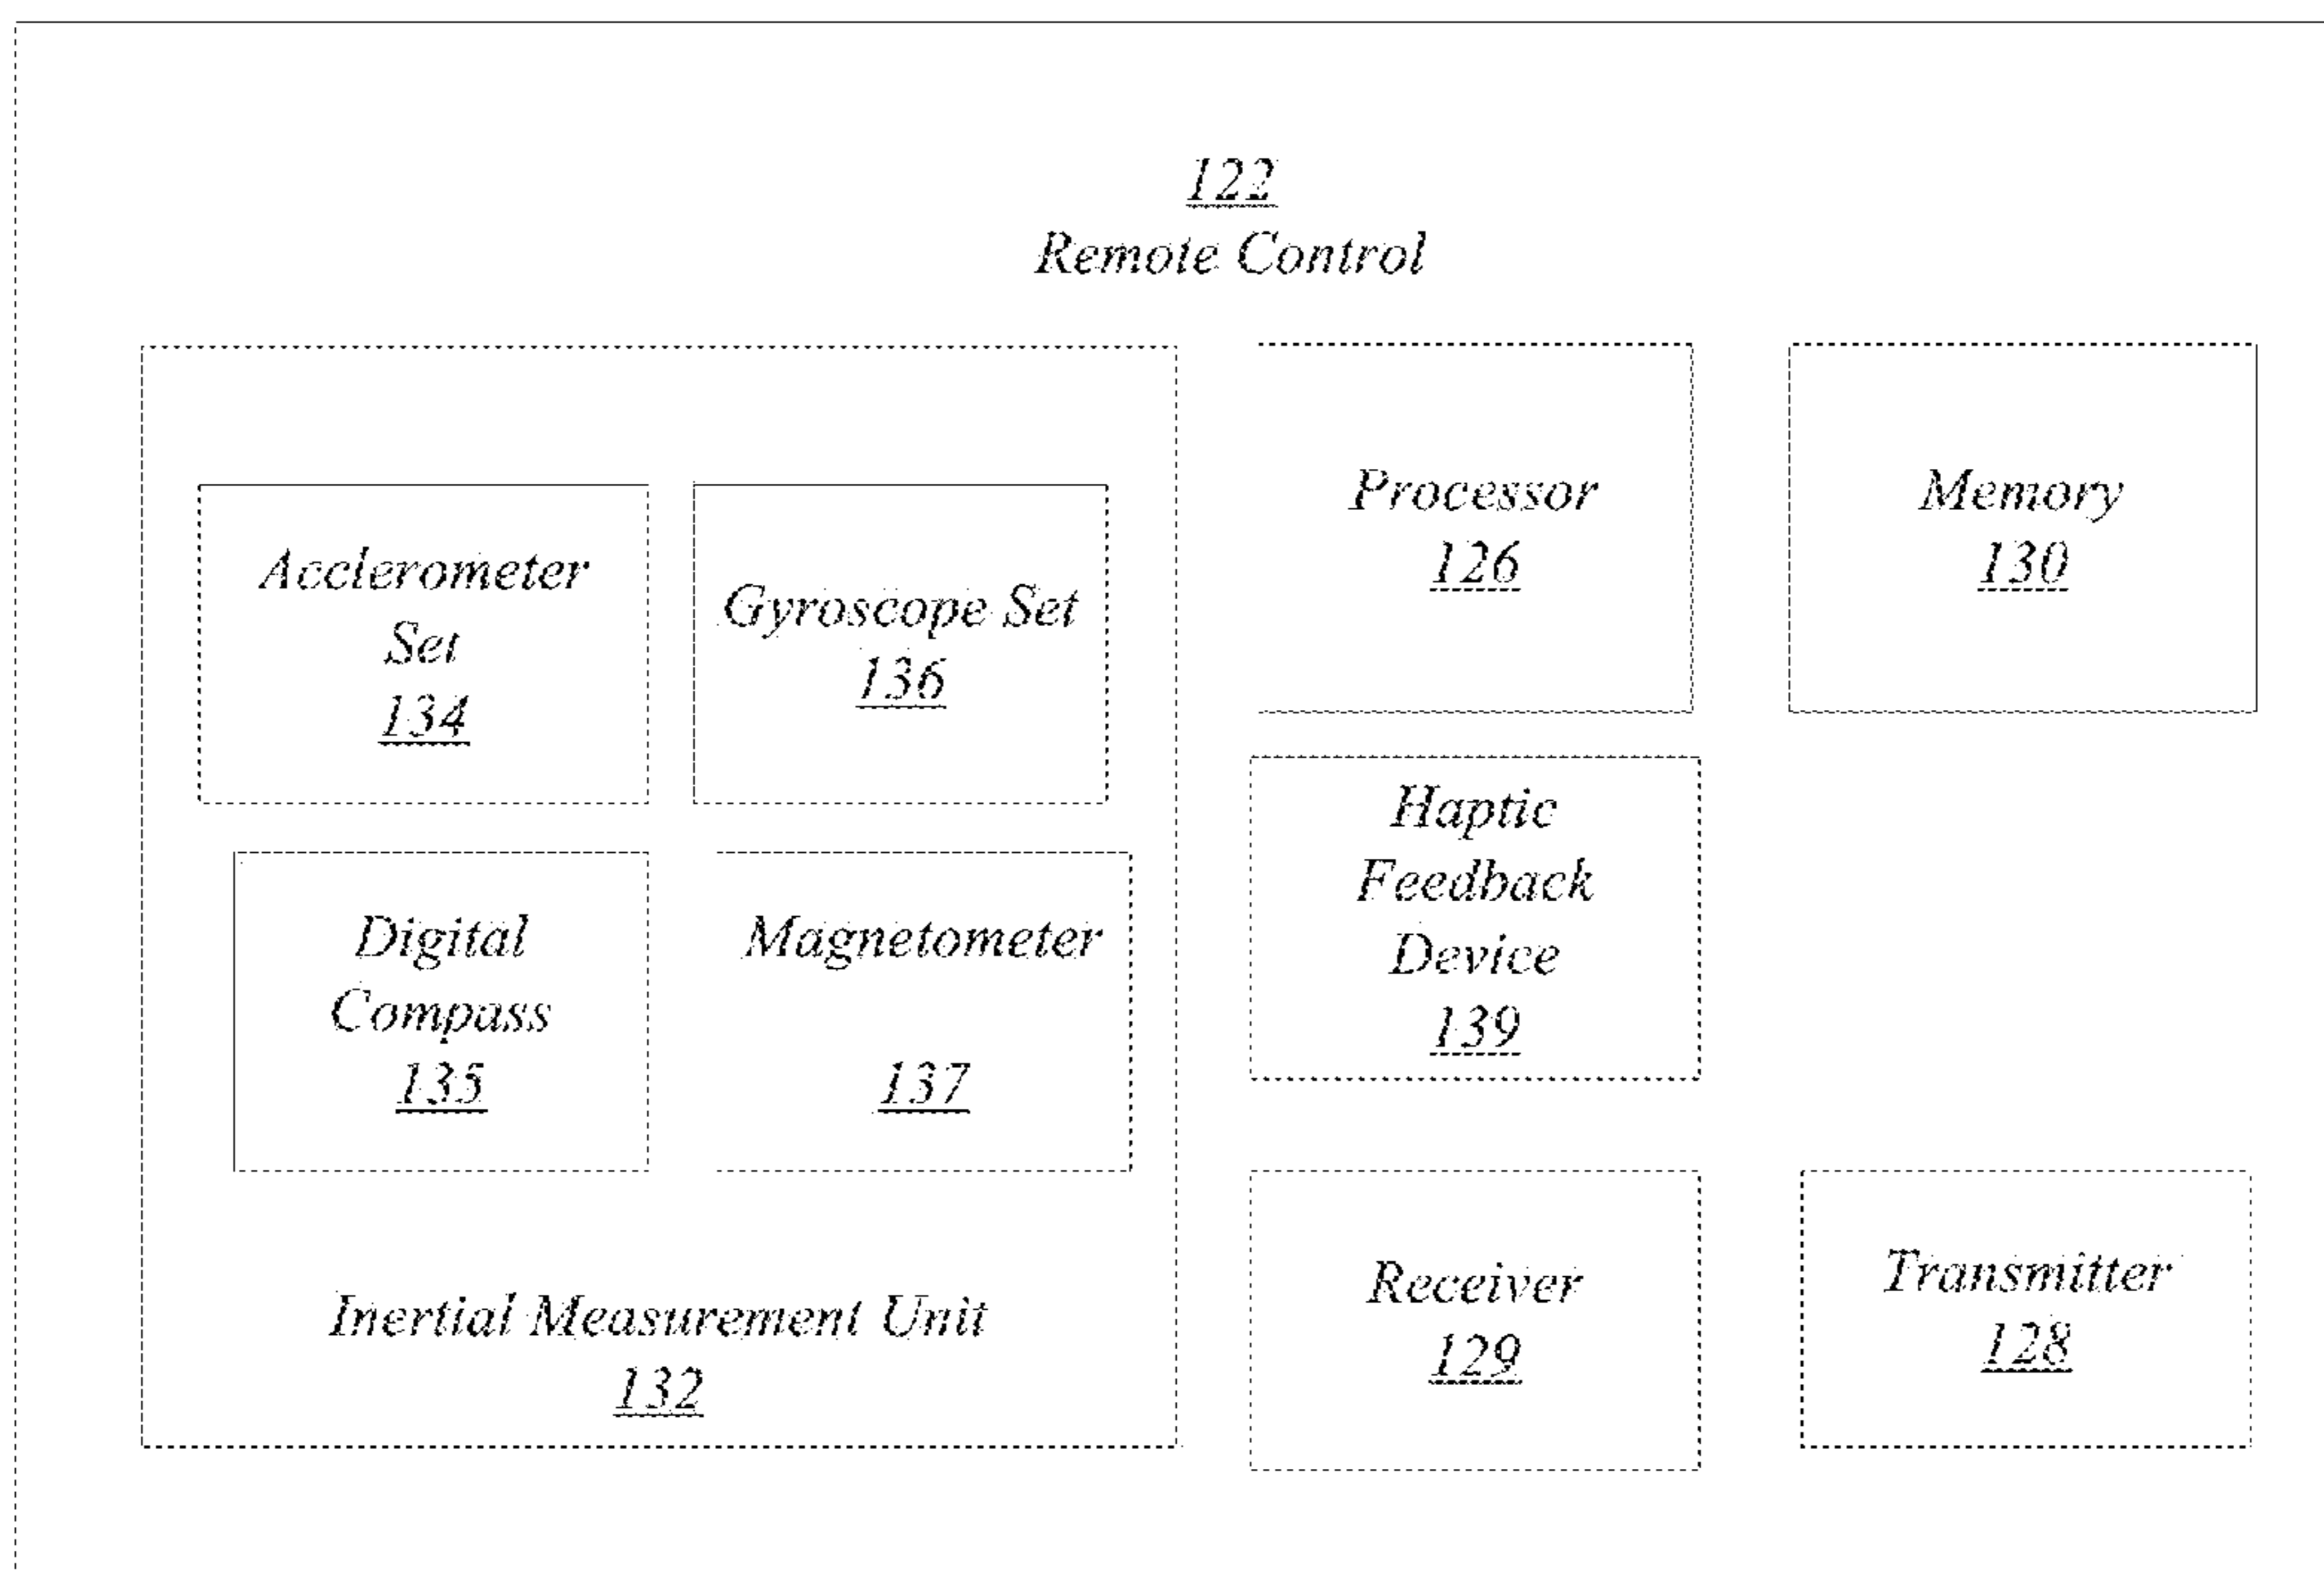 122
Remote Control
Acclerometer
Set
134
Gyroscope Set
136
Digital
Compass
135
Magnetometer
137
Inertial Measurement Unit
132
Processor
126
Memory
130
Haptic
Feedback
Device
139
Receiver
129
Transmitter
128